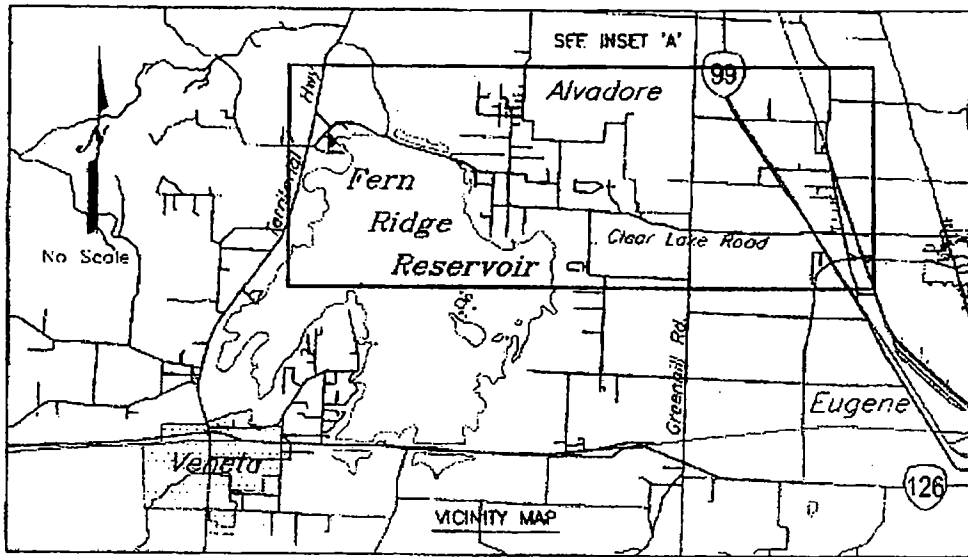 SEE INSET 'A'
99
Alvadore
Territorial Hwy
Fern
Ridge
Reservoir
Clear Lake Road
N
No Scale
Greenhill Rd.
Eugene
Veneta
126
VICINITY MAP